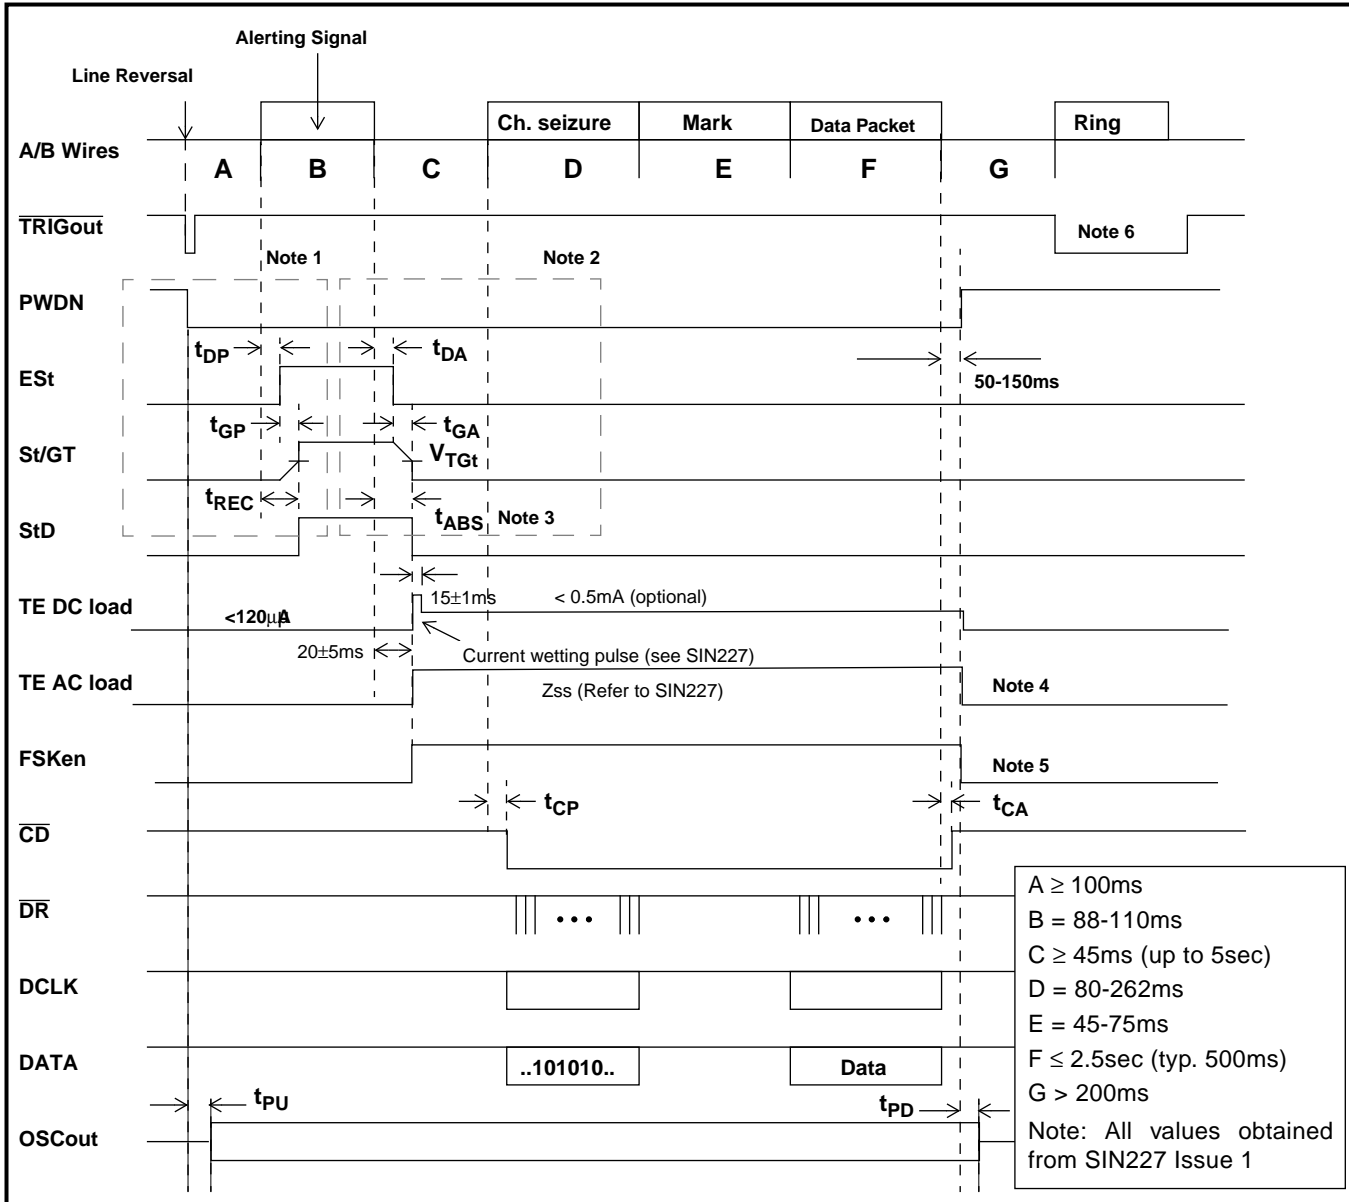 Alerting Signal
Line Reversal
Ch. seizure
Mark
Data Packet
Ring
A/B Wires
A
B
C
D
E
F
G
TRIGout
Note 6
Note 1
Note 2
PWDN
tDP
tDA
50-150ms
ESt
tGP
tGA
St/GT
VTGt
tREC
tABS
Note 3
StD
15±1ms
< 0.5mA (optional)
TE DC load
<120μA
20±5ms
Current wetting pulse (see SIN227)
TE AC load
Zss (Refer to SIN227)
Note 4
FSKen
Note 5
tCP
tCA
CD
DR
• • •
• • •
DCLK
DATA
..101010..
Data
tPU
tPD
OSCout
A ≥ 100ms
B = 88-110ms
C ≥ 45ms (up to 5sec)
D = 80-262ms
E = 45-75ms
F ≤ 2.5sec (typ. 500ms)
G > 200ms
Note: All values obtained
from SIN227 Issue 1